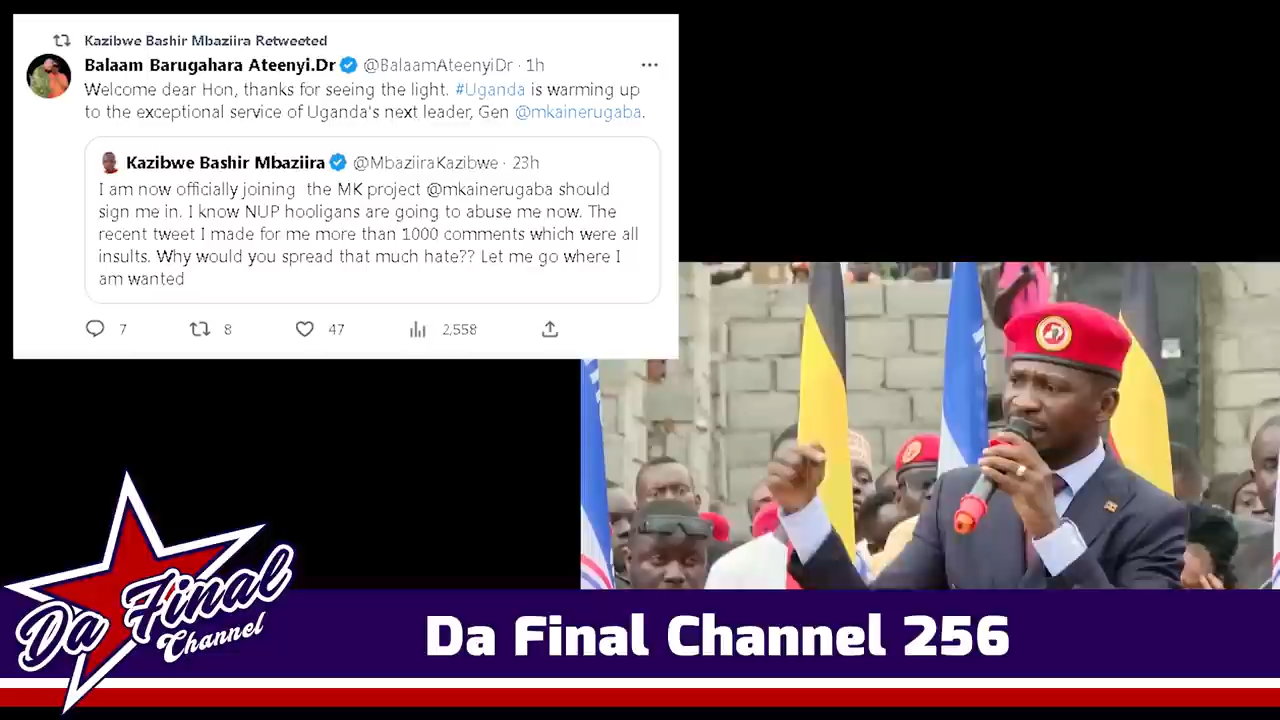 Kazibwe Bashir Mbaziira Retweeted
Balaam Barugahara Ateenyi.Dr @BalaamAteenyiDr · 1h
Welcome dear Hon, thanks for seeing the light. #Uganda is warming up
to the exceptional service of Uganda's next leader, Gen @mkainerugaba.
Kazibwe Bashir Mbaziira @MbaziiraKazibwe · 23h
I am now officially joining the MK project @mkainerugaba should
sign me in. I know NUP hooligans are going to abuse me now. The
recent tweet I made for me more than 1000 comments which were all
insults. Why would you spread that much hate?? Let me go where I
am wanted
7 8 47 2,558
Da Final
Channel
Da Final Channel 256